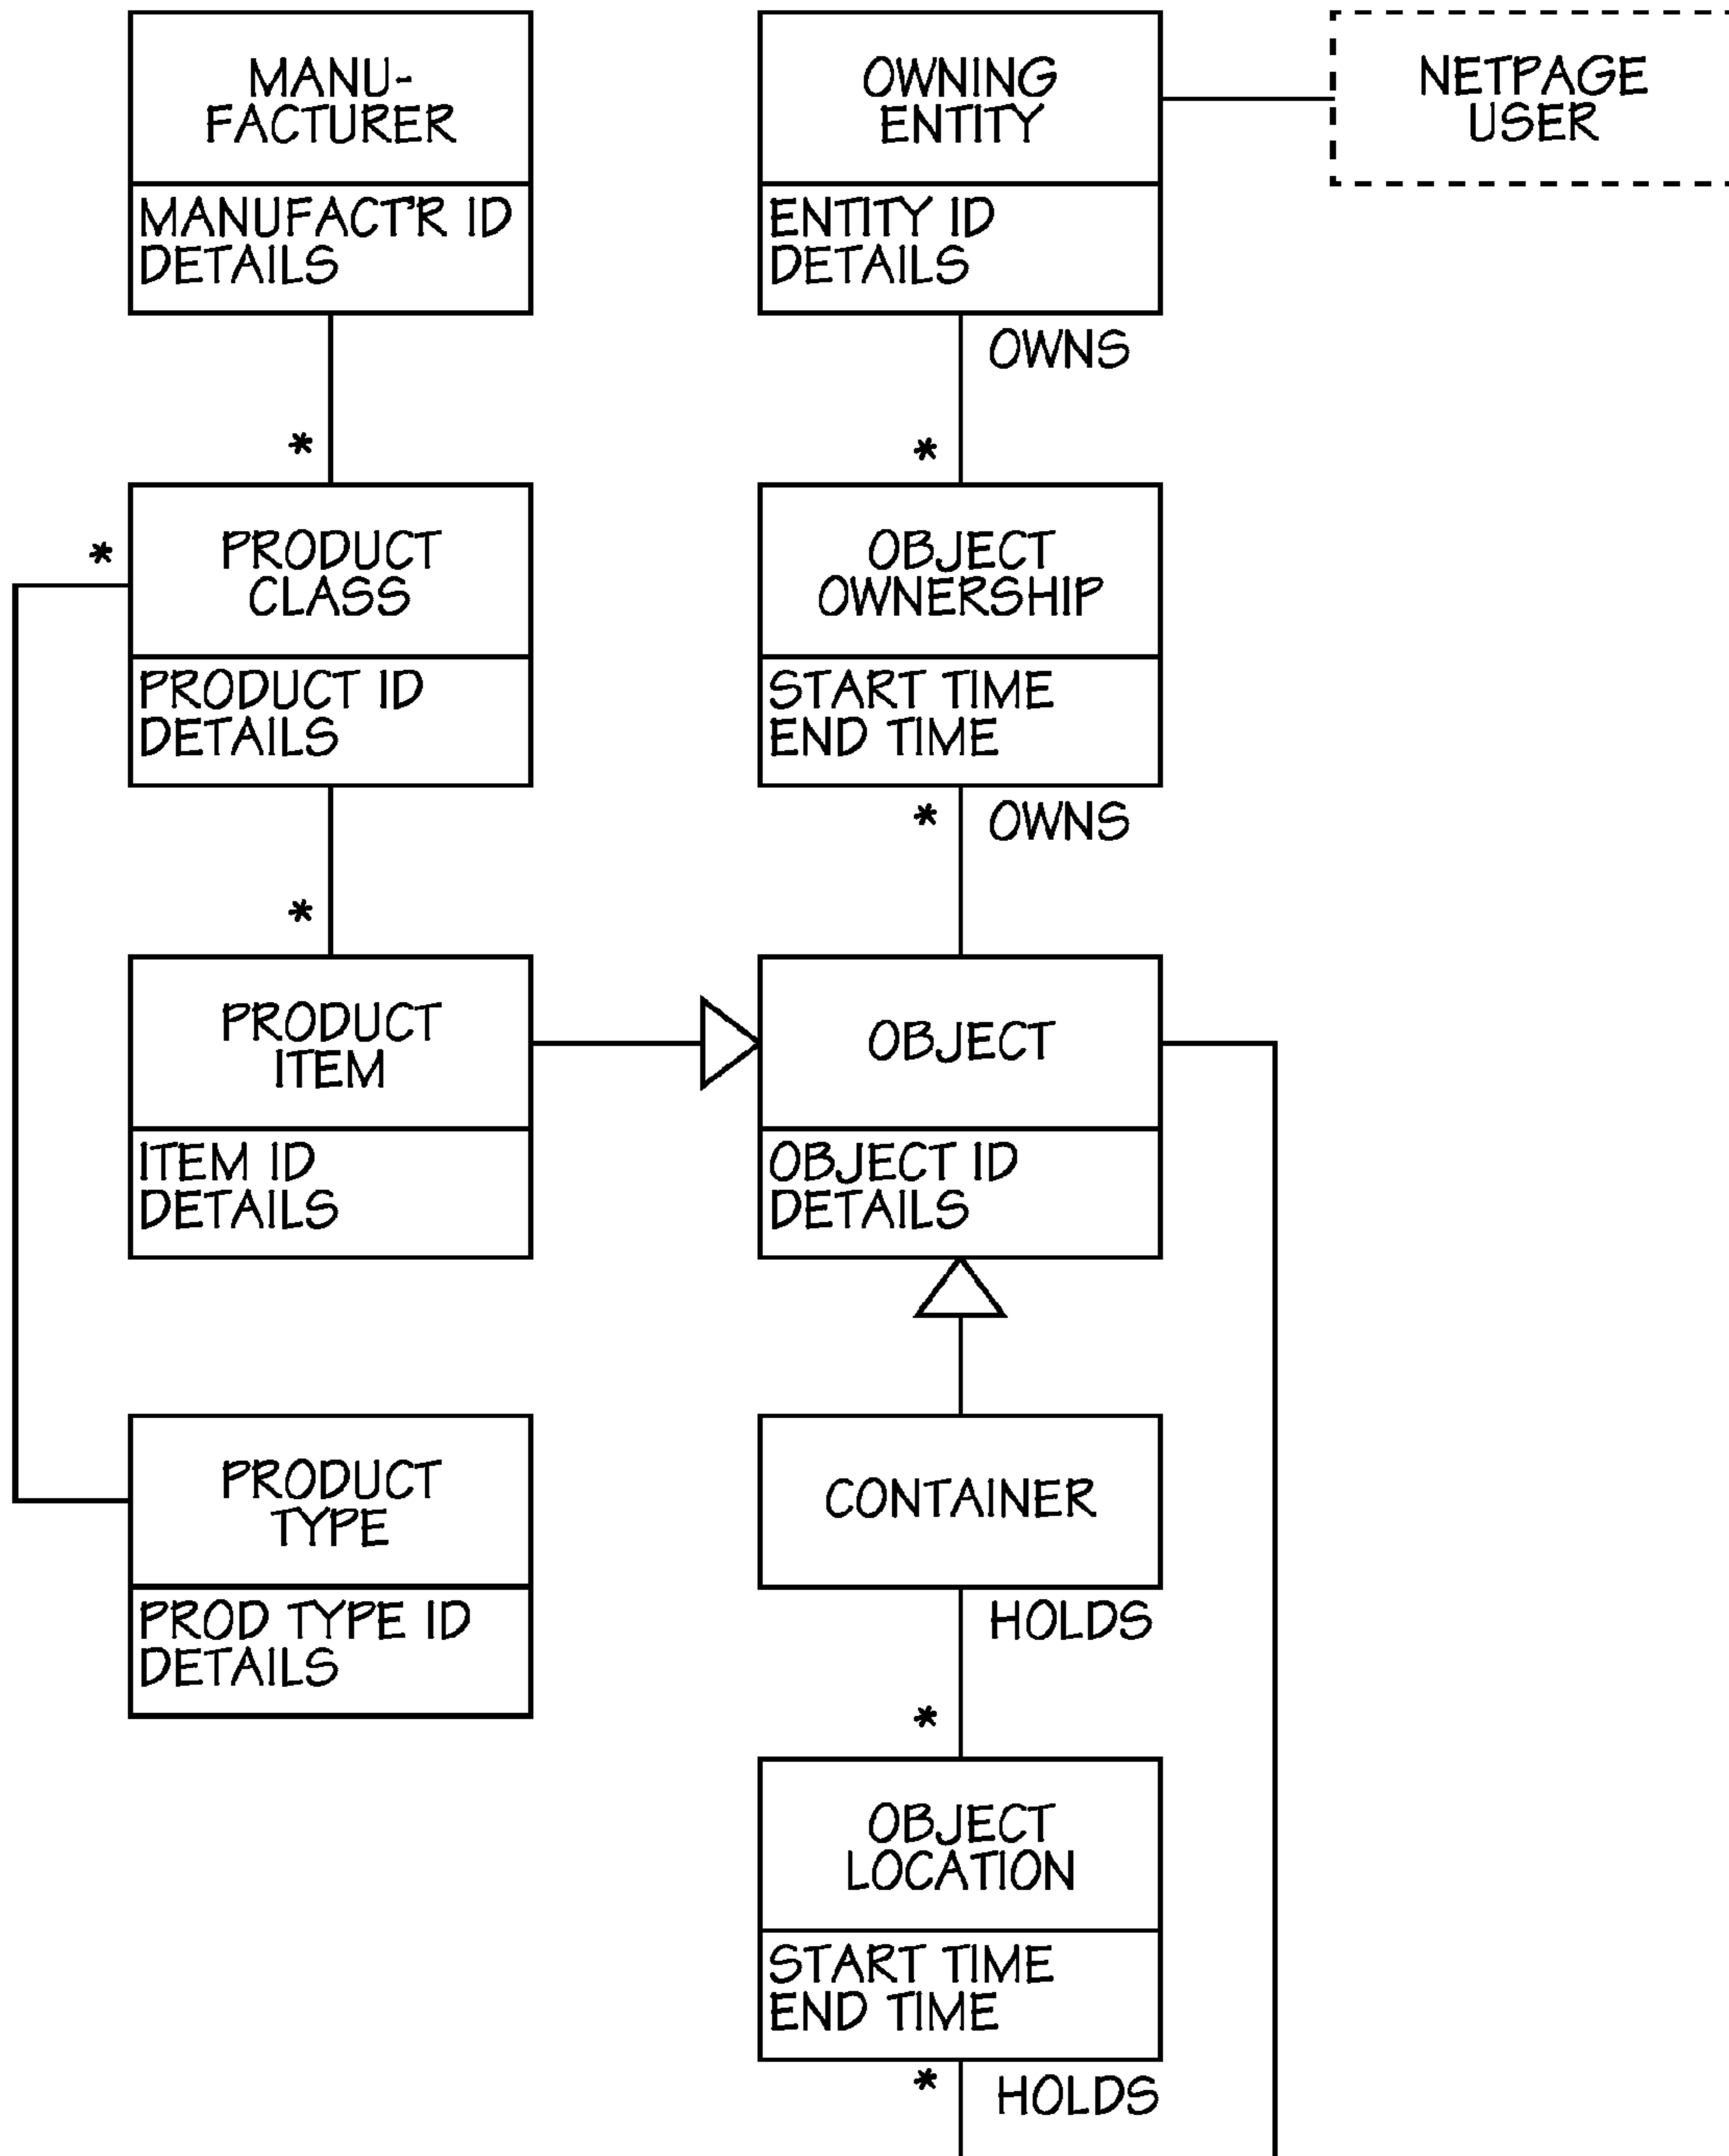 MANU-
FACTURER
MANUFACT'R ID
DETAILS
OWNING
ENTITY
ENTITY ID
DETAILS
NETPAGE
USER
OWNS
*
*
*
PRODUCT
CLASS
PRODUCT ID
DETAILS
OBJECT
OWNERSHIP
START TIME
END TIME
* OWNS
*
PRODUCT
ITEM
ITEM ID
DETAILS
OBJECT
OBJECT ID
DETAILS
PRODUCT
TYPE
PROD TYPE ID
DETAILS
CONTAINER
HOLDS
*
OBJECT
LOCATION
START TIME
END TIME
* HOLDS